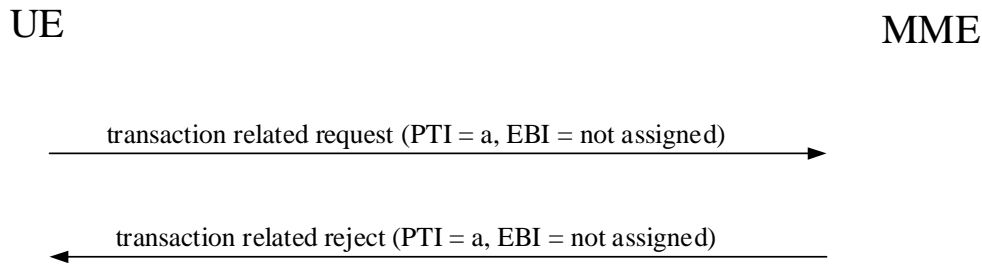 UE
MME
transaction related request (PTI = a, EBI = not assigned)
transaction related reject (PTI = a, EBI = not assigned)